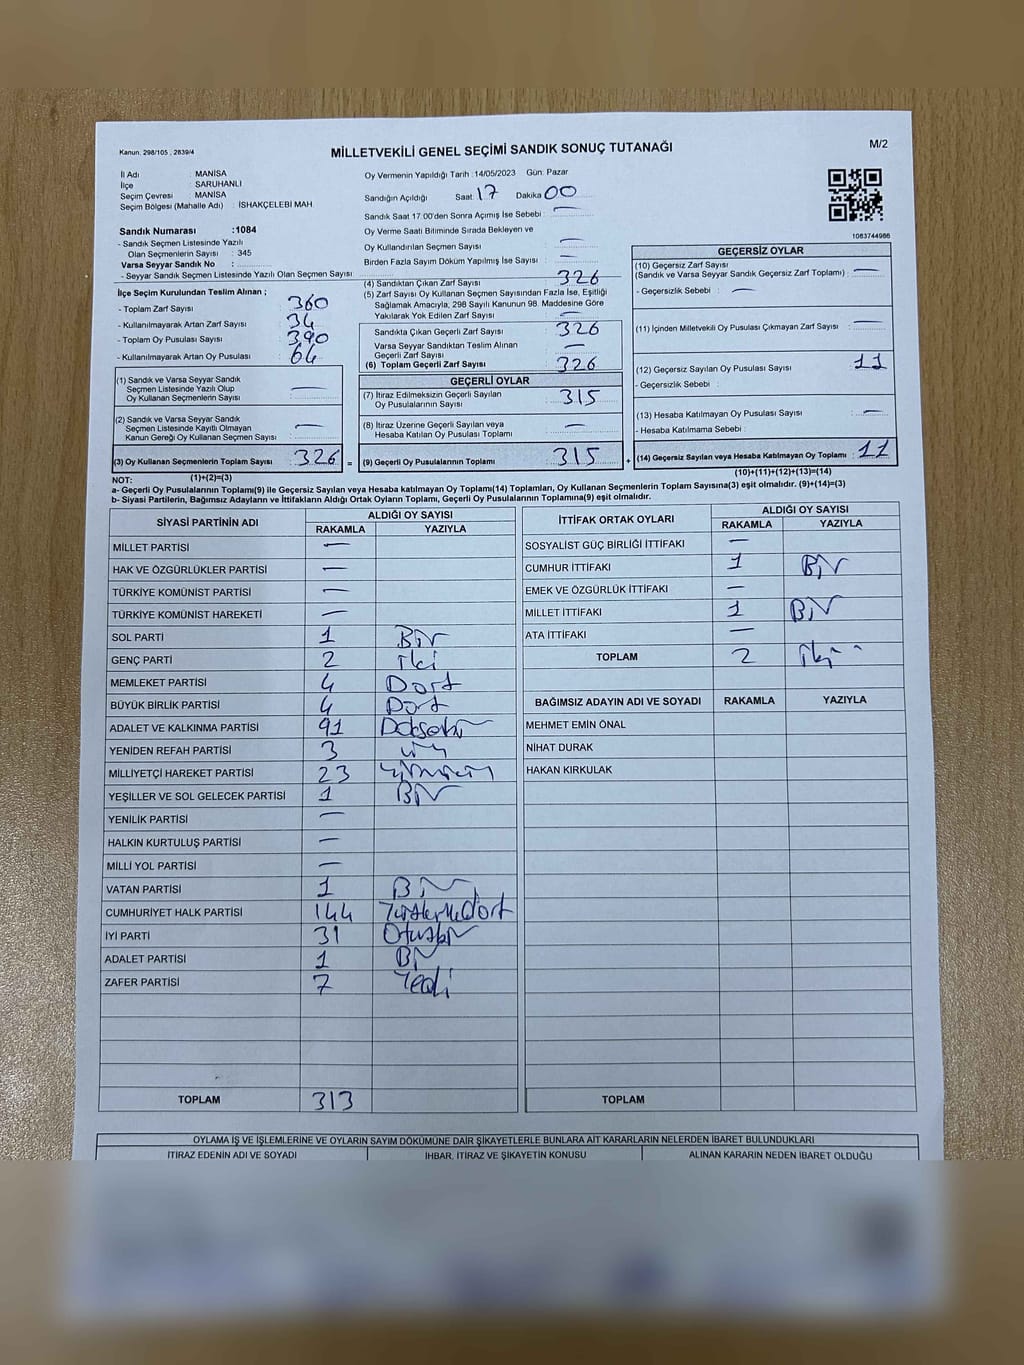 Kanun. 298/105 , 2839/4
MİLLETVEKİLİ GENEL SEÇİMİ SANDIK SONUÇ TUTANAĞI
M/2
İl Adı : MANİSA
İlçe : SARUHANLI
Seçim Çevresi : MANİSA
Seçim Bölgesi (Mahalle Adı) : İSHAKÇELEBİ MAH.
Oy Vermenin Yapıldığı Tarih :14/05/2023 Gün: Pazar
Sandığın Açıldığı Saat: 17 Dakika 00
Sandık Saat 17.00'den Sonra Açımış İse Sebebi : —
Oy Verme Saati Bitiminde Sırada Bekleyen ve
Oy Kullandırılan Seçmen Sayısı : —
Birden Fazla Sayım Döküm Yapılmış İse Sayısı : —
1083744986
Sandık Numarası :1084
- Sandık Seçmen Listesinde Yazılı
Olan Seçmenlerin Sayısı : 345
Varsa Seyyar Sandık No :
- Seyyar Sandık Seçmen Listesinde Yazılı Olan Seçmen Sayısı
İlçe Seçim Kurulundan Teslim Alınan ;
- Toplam Zarf Sayısı : 360
- Kullanılmayarak Artan Zarf Sayısı : 34
- Toplam Oy Pusulası Sayısı : 390
- Kullanılmayarak Artan Oy Pusulası : 64
(1) Sandık ve Varsa Seyyar Sandık
Seçmen Listesinde Yazılı Olup
Oy Kullanan Seçmenlerin Sayısı : —
(2) Sandık ve Varsa Seyyar Sandık
Seçmen Listesinde Kayıtlı Olmayan
Kanun Gereği Oy Kullanan Seçmen Sayısı : —
(3) Oy Kullanan Seçmenlerin Toplam Sayısı : 326 =
(1)+(2)=(3)
(4) Sandıktan Çıkan Zarf Sayısı : 326
(5) Zarf Sayısı Oy Kullanan Seçmen Sayısından Fazla İse, Eşitliği
Sağlamak Amacıyla, 298 Sayılı Kanunun 98. Maddesine Göre
Yakılarak Yok Edilen Zarf Sayısı : —
Sandıkta Çıkan Geçerli Zarf Sayısı : 326
Varsa Seyyar Sandıktan Teslim Alınan
Geçerli Zarf Sayısı : —
(6) Toplam Geçerli Zarf Sayısı : 326
GEÇERLİ OYLAR
(7) İtiraz Edilmeksizin Geçerli Sayılan
Oy Pusulalarının Sayısı : 315
(8) İtiraz Üzerine Geçerli Sayılan veya
Hesaba Katılan Oy Pusulaları Toplamı : —
(9) Geçerli Oy Pusulalarının Toplamı : 315 +
GEÇERSİZ OYLAR
(10) Geçersiz Zarf Sayısı
(Sandık ve Varsa Seyyar Sandık Geçersiz Zarf Toplamı) : —
- Geçersizlik Sebebi : —
(11) İçinden Milletvekili Oy Pusulası Çıkmayan Zarf Sayısı : —
(12) Geçersiz Sayılan Oy Pusulası Sayısı : 11
- Geçersizlik Sebebi :
(13) Hesaba Katılmayan Oy Pusulası Sayısı : —
- Hesaba Katılmama Sebebi :
(14) Geçersiz Sayılan veya Hesaba Katılmayan Oy Toplamı : 11
(10)+(11)+(12)+(13)=(14)
NOT:
a- Geçerli Oy Pusulalarının Toplamı(9) ile Geçersiz Sayılan veya Hesaba katılmayan Oy Toplamı(14) Toplamları, Oy Kullanan Seçmenlerin Toplam Sayısına(3) eşit olmalıdır. (9)+(14)=(3)
b- Siyasi Partilerin, Bağımsız Adayların ve İttifakların Aldığı Ortak Oyların Toplamı, Geçerli Oy Pusulalarının Toplamına(9) eşit olmalıdır.
SİYASİ PARTİNİN ADI
ALDIĞI OY SAYISI
RAKAMLA YAZIYLA
MİLLET PARTİSİ —
HAK VE ÖZGÜRLÜKLER PARTİSİ —
TÜRKİYE KOMÜNİST PARTİSİ —
TÜRKİYE KOMÜNİST HAREKETİ —
SOL PARTİ 1 Bir
GENÇ PARTİ 2 iki
MEMLEKET PARTİSİ 4 Dört
BÜYÜK BİRLİK PARTİSİ 4 Dört
ADALET VE KALKINMA PARTİSİ 91
YENİDEN REFAH PARTİSİ 3
MİLLİYETÇİ HAREKET PARTİSİ 23
YEŞİLLER VE SOL GELECEK PARTİSİ 1 Bir
YENİLİK PARTİSİ —
HALKIN KURTULUŞ PARTİSİ —
MİLLİ YOL PARTİSİ —
VATAN PARTİSİ 1 Bir
CUMHURİYET HALK PARTİSİ 144
İYİ PARTİ 31 Otuzbir
ADALET PARTİSİ 1 Bir
ZAFER PARTİSİ 7 Yedi
TOPLAM 313
İTTİFAK ORTAK OYLARI
ALDIĞI OY SAYISI
RAKAMLA YAZIYLA
SOSYALİST GÜÇ BİRLİĞİ İTTİFAKI —
CUMHUR İTTİFAKI 1 Bir
EMEK VE ÖZGÜRLÜK İTTİFAKI —
MİLLET İTTİFAKI 1 Bir
ATA İTTİFAKI —
TOPLAM 2 iki
BAĞIMSIZ ADAYIN ADI VE SOYADI RAKAMLA YAZIYLA
MEHMET EMİN ÖNAL
NİHAT DURAK
HAKAN KIRKULAK
TOPLAM
OYLAMA İŞ VE İŞLEMLERİNE VE OYLARIN SAYIM DÖKÜMÜNE DAİR ŞİKAYETLERLE BUNLARA AİT KARARLARIN NELERDEN İBARET BULUNDUKLARI
İTİRAZ EDENİN ADI VE SOYADI İHBAR, İTİRAZ VE ŞİKAYETİN KONUSU ALINAN KARARIN NEDEN İBARET OLDUĞU